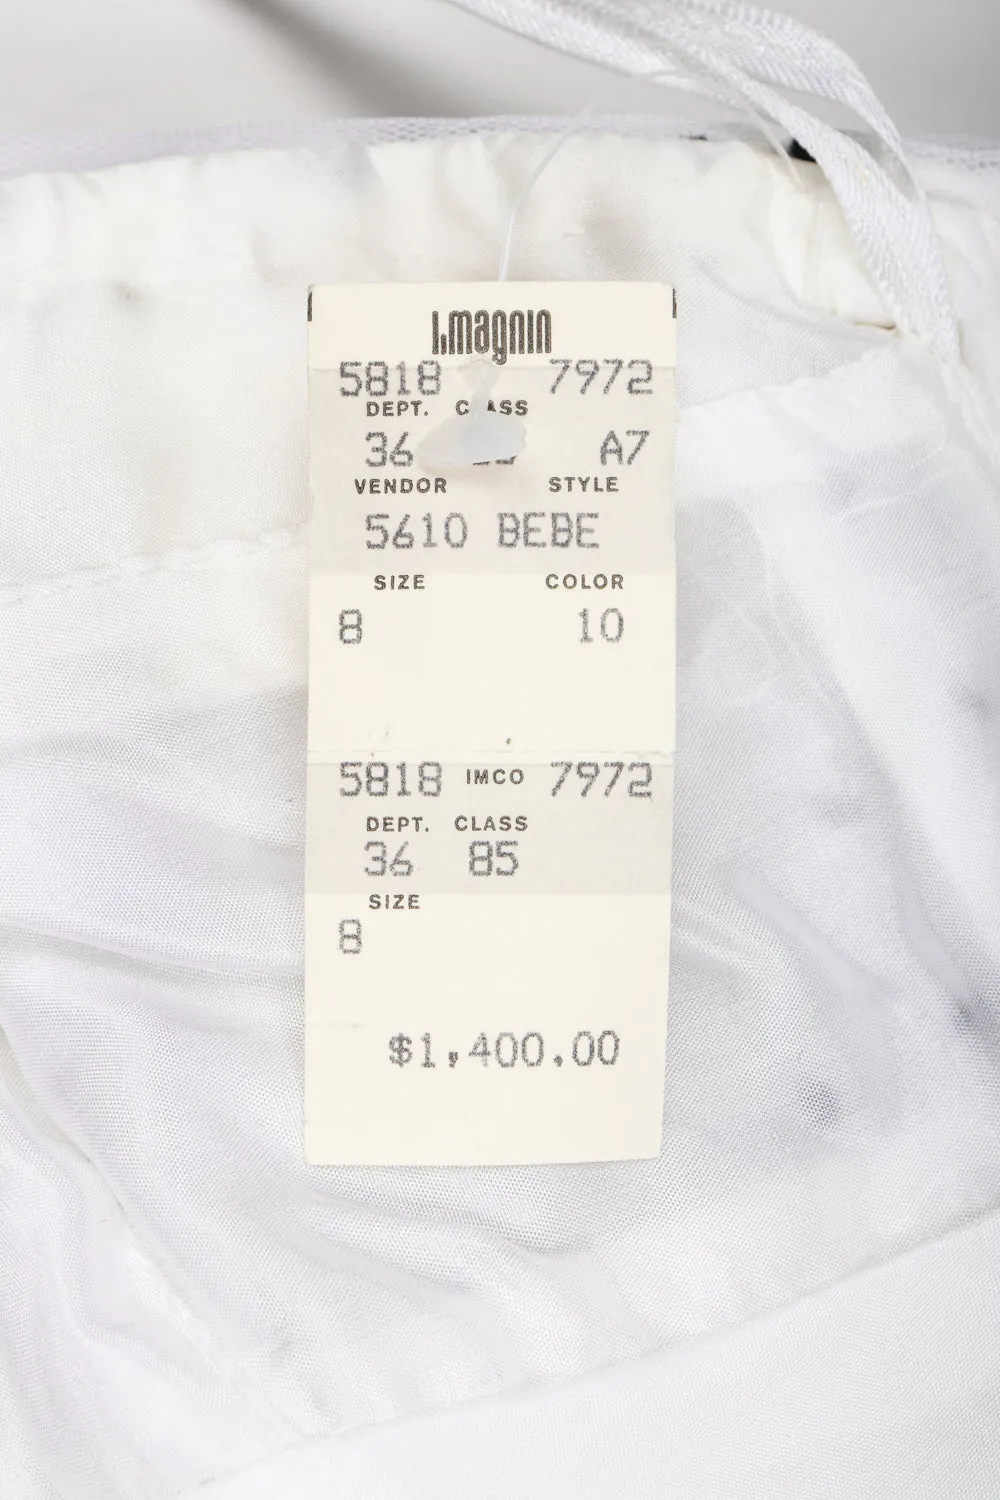 I. magnin
5818 7972
DEPT.
36 A7
VENDOR STYLE
5610 BEBE
SIZE COLOR
8 10
5818 IMCO 7972
DEPT. CLASS
36 85
SIZE
8
$1,400.00